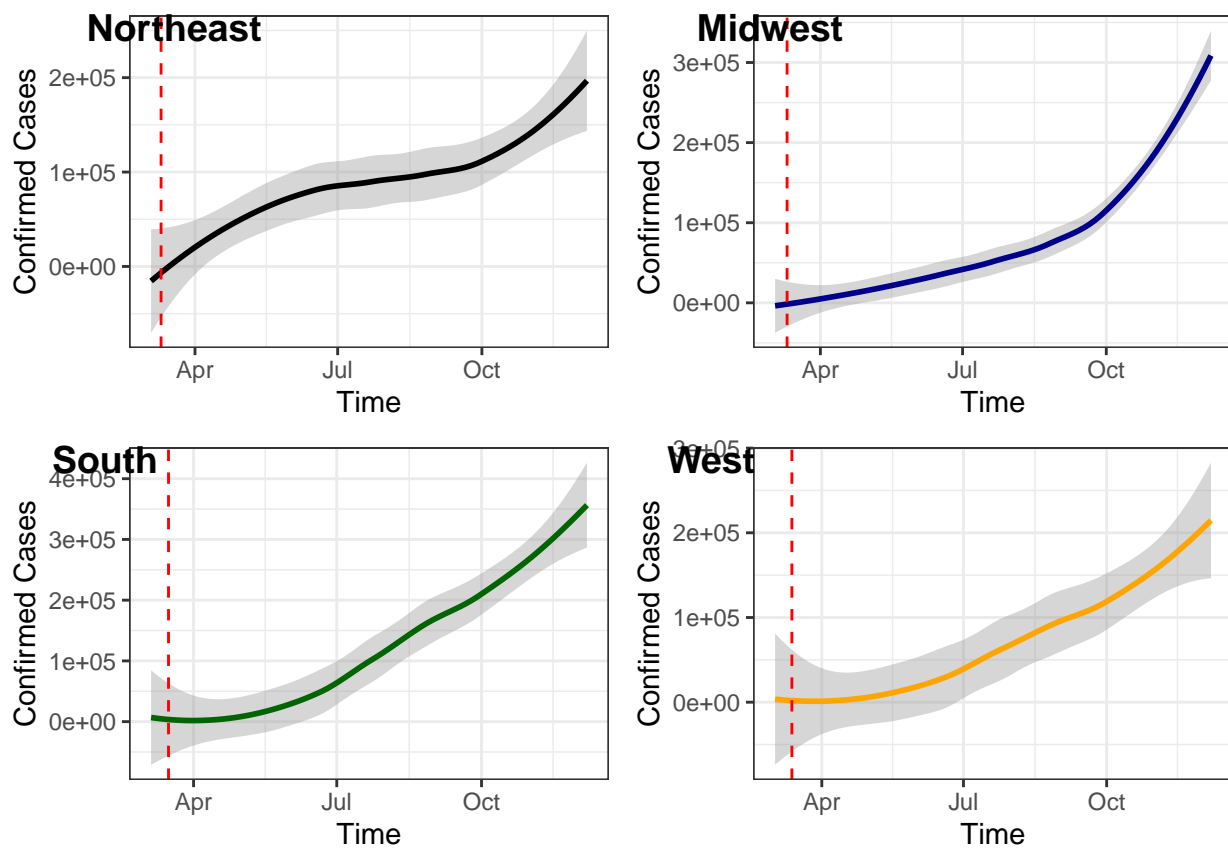 Northeast
Confirmed Cases
2e+05
1e+05
0e+00
Apr Jul Oct
Time
Midwest
Confirmed Cases
3e+05
2e+05
1e+05
0e+00
Apr Jul Oct
Time
South
Confirmed Cases
4e+05
3e+05
2e+05
1e+05
0e+00
Apr Jul Oct
Time
West
Confirmed Cases
3e+05
2e+05
1e+05
0e+00
Apr Jul Oct
Time